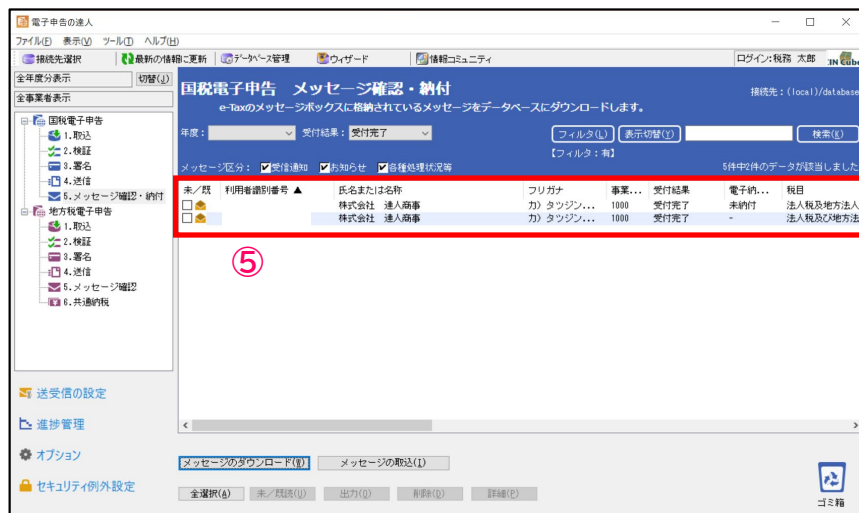 電子申告の達人
ファイル(F) 表示(V) ツール(T) ヘルプ(H)
接続先選択 最新の情報に更新 データベース管理 ウィザード 情報コミュニティ ログイン:税務 太郎
全年度分表示 切替(J)
全事業者表示
国税電子申告
1.取込
2.検証
3.署名
4.送信
5.メッセージ確認・納付
地方税電子申告
1.取込
2.検証
3.署名
4.送信
5.メッセージ確認
6.共通納税
送受信の設定
進捗管理
オプション
セキュリティ例外設定
国税電子申告 メッセージ確認・納付
接続先:(local)/database
e-Taxのメッセージボックスに格納されているメッセージをデータベースにダウンロードします。
年度: 受付結果: 受付完了 フィルタ(L) 表示切替(Y) 検索(K)
【フィルタ:有】
メッセージ区分: 受信通知 お知らせ 各種処理状況等 5件中2件のデータが該当しました
未/既 利用者識別番号 ▲ 氏名または名称 フリガナ 事業... 受付結果 電子納... 税目
株式会社 達人商事 カ)タツジン... 1000 受付完了 未納付 法人税及地方法人
株式会社 達人商事 カ)タツジン... 1000 受付完了 - 法人税及び地方法
⑤
メッセージのダウンロード(W) メッセージの取込(I)
全選択(A) 未/既読(U) 出力(O) 削除(D) 詳細(P)
ゴミ箱